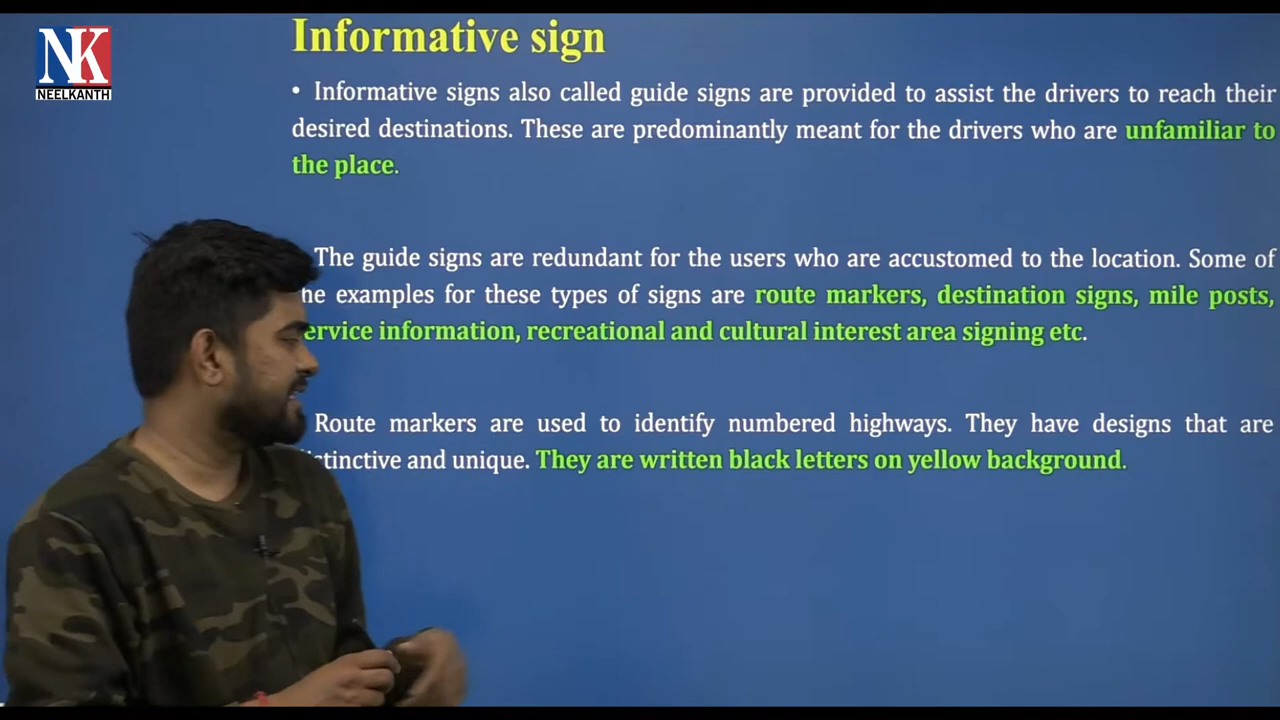 NK
NEELKANTH
Informative sign
• Informative signs also called guide signs are provided to assist the drivers to reach their
desired destinations. These are predominantly meant for the drivers who are unfamiliar to
the place.
The guide signs are redundant for the users who are accustomed to the location. Some of
he examples for these types of signs are route markers, destination signs, mile posts,
ervice information, recreational and cultural interest area signing etc.
Route markers are used to identify numbered highways. They have designs that are
stinctive and unique. They are written black letters on yellow background.